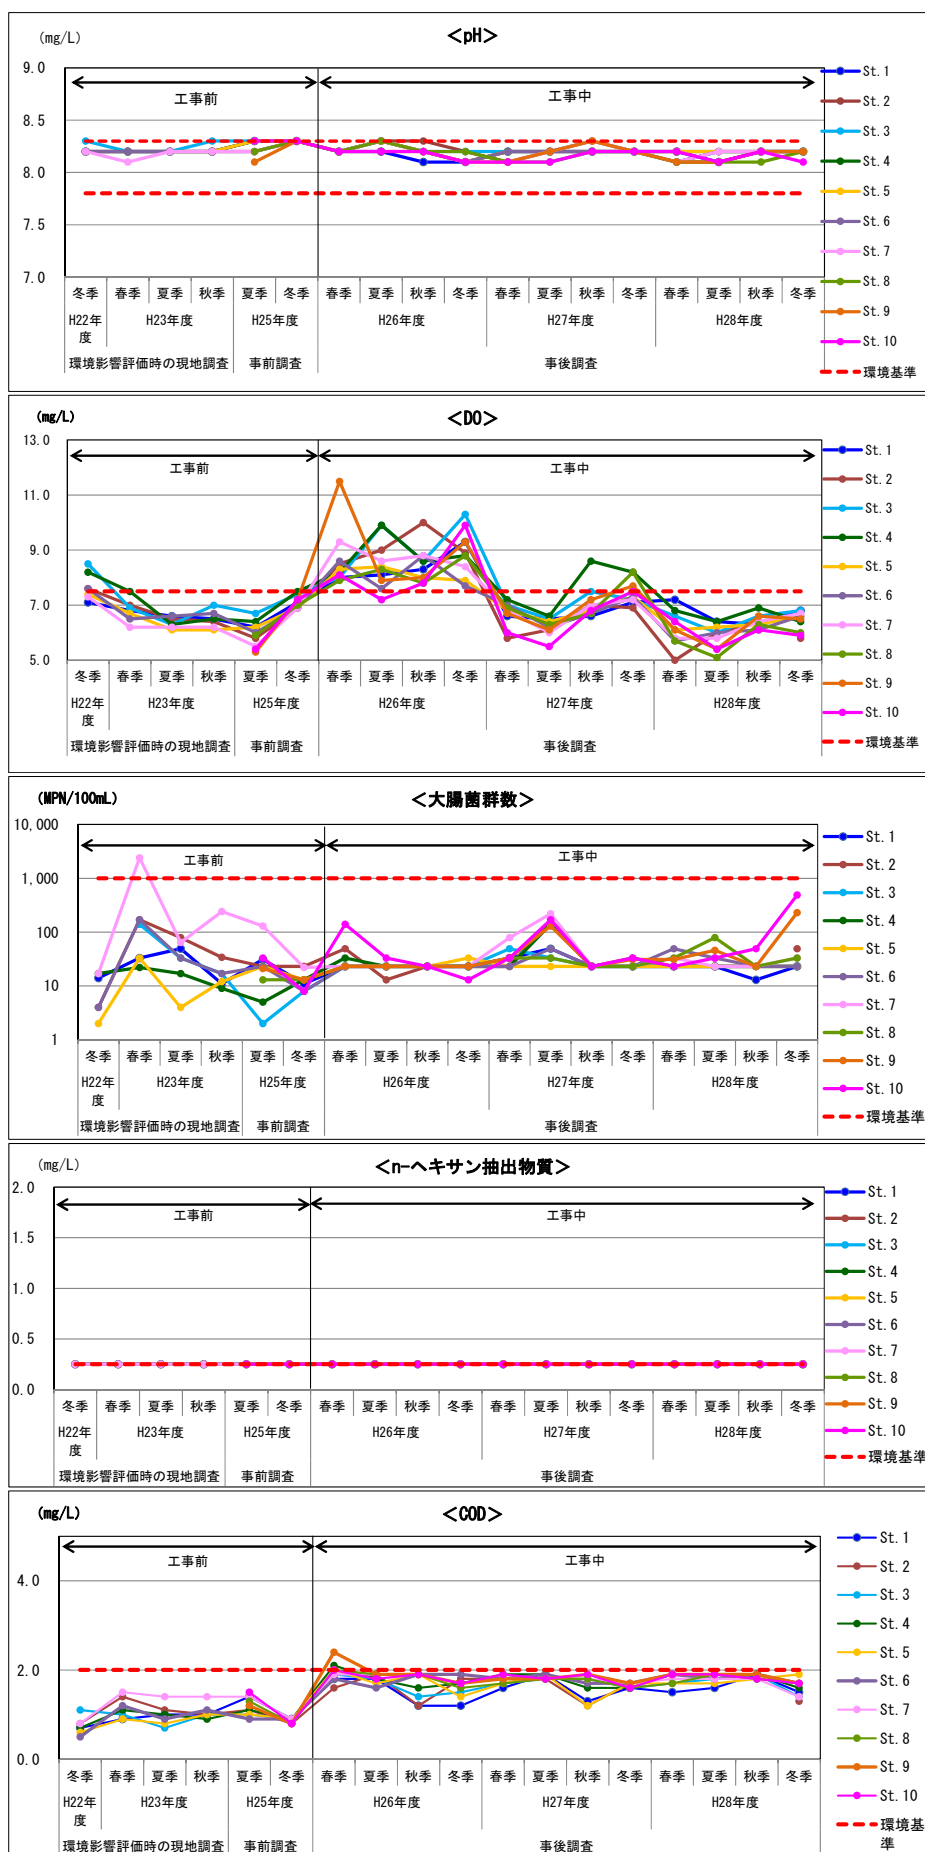 ＜pH＞
(mg/L)
9.0
8.5
8.0
7.5
7.0
工事前
工事中
冬季 春季 夏季 秋季 夏季 冬季 春季 夏季 秋季 冬季 春季 夏季 秋季 冬季 春季 夏季 秋季 冬季
H22年度 H23年度 H25年度 H26年度 H27年度 H28年度
環境影響評価時の現地調査 事前調査 事後調査
St.1
St.2
St.3
St.4
St.5
St.6
St.7
St.8
St.9
St.10
環境基準
＜DO＞
(mg/L)
13.0
11.0
9.0
7.0
5.0
工事前
工事中
冬季 春季 夏季 秋季 夏季 冬季 春季 夏季 秋季 冬季 春季 夏季 秋季 冬季 春季 夏季 秋季 冬季
H22年度 H23年度 H25年度 H26年度 H27年度 H28年度
環境影響評価時の現地調査 事前調査 事後調査
St.1
St.2
St.3
St.4
St.5
St.6
St.7
St.8
St.9
St.10
環境基準
＜大腸菌群数＞
(MPN/100mL)
10,000
1,000
100
10
1
工事前
工事中
冬季 春季 夏季 秋季 夏季 冬季 春季 夏季 秋季 冬季 春季 夏季 秋季 冬季 春季 夏季 秋季 冬季
H22年度 H23年度 H25年度 H26年度 H27年度 H28年度
環境影響評価時の現地調査 事前調査 事後調査
St.1
St.2
St.3
St.4
St.5
St.6
St.7
St.8
St.9
St.10
環境基準
＜n-ヘキサン抽出物質＞
(mg/L)
2.0
1.5
1.0
0.5
0.0
工事前
工事中
冬季 春季 夏季 秋季 夏季 冬季 春季 夏季 秋季 冬季 春季 夏季 秋季 冬季 春季 夏季 秋季 冬季
H22年度 H23年度 H25年度 H26年度 H27年度 H28年度
環境影響評価時の現地調査 事前調査 事後調査
St.1
St.2
St.3
St.4
St.5
St.6
St.7
St.8
St.9
St.10
環境基準
＜COD＞
(mg/L)
4.0
2.0
0.0
工事前
工事中
冬季 春季 夏季 秋季 夏季 冬季 春季 夏季 秋季 冬季 春季 夏季 秋季 冬季 春季 夏季 秋季 冬季
H22年度 H23年度 H25年度 H26年度 H27年度 H28年度
環境影響評価時の現地調査 事前調査 事後調査
St.1
St.2
St.3
St.4
St.5
St.6
St.7
St.8
St.9
St.10
環境基
準